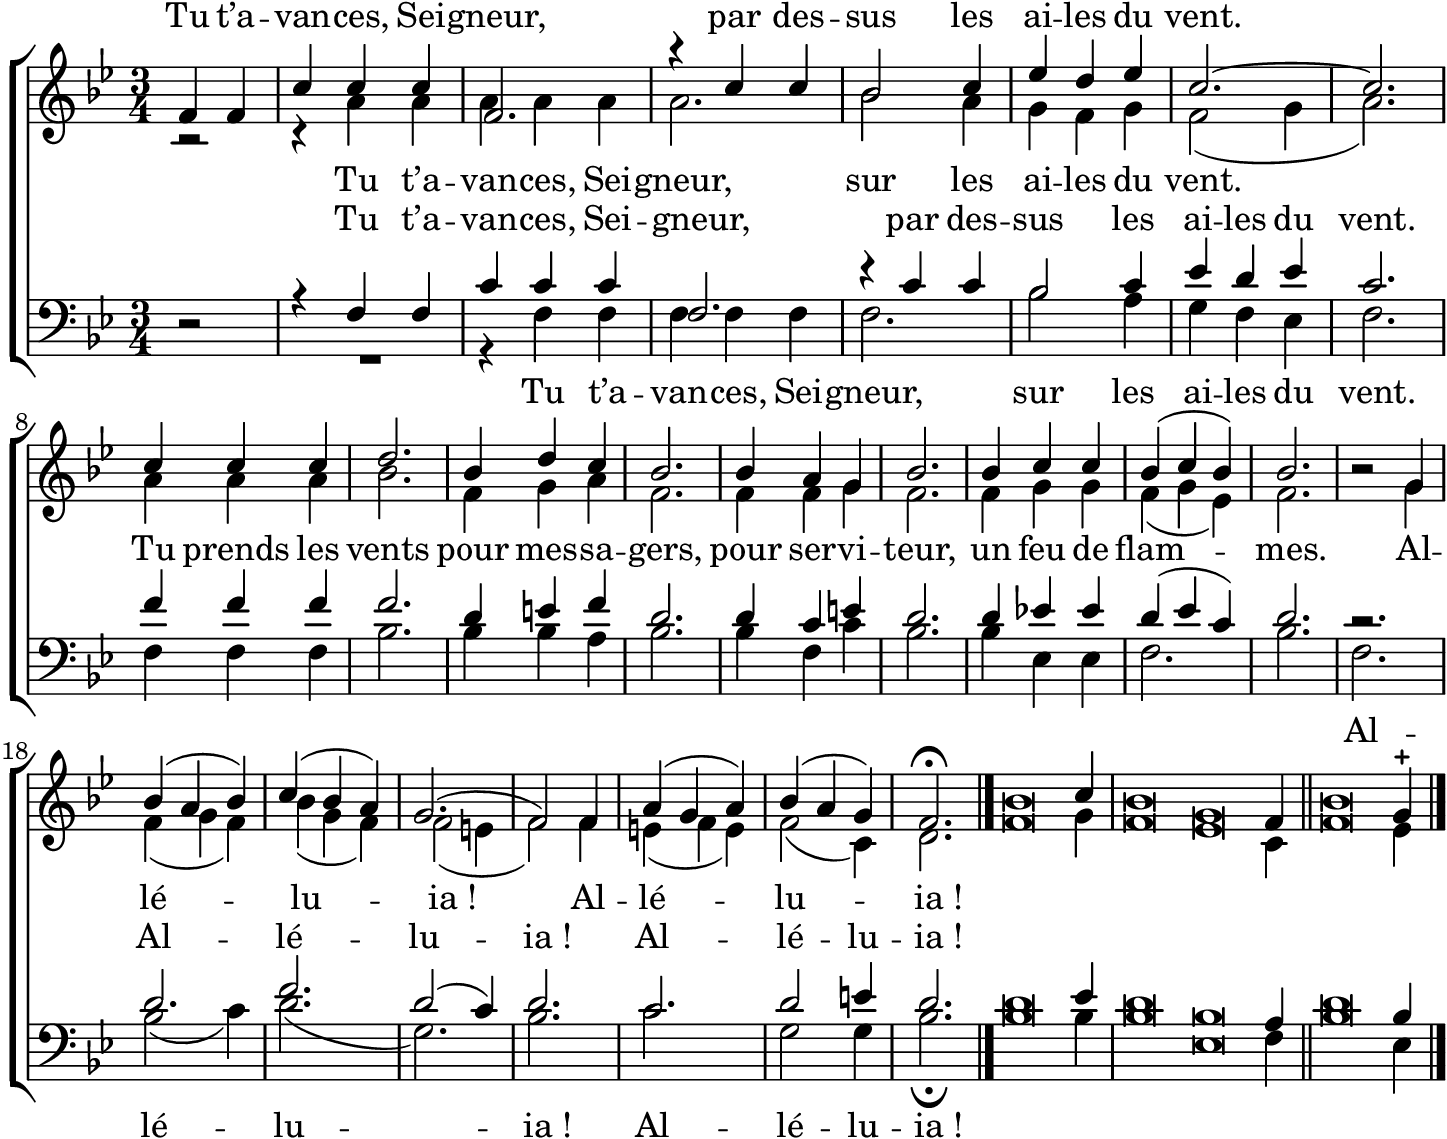 Tu t’a -- van -- ces, Sei -- gneur, par des -- sus les ai -- les du vent.
3
4
Tu t’a -- van -- ces, Sei -- gneur, sur les ai -- les du vent.
Tu t’a -- van -- ces, Sei -- gneur, par des -- sus les ai -- les du vent.
3
4
Tu t’a -- van -- ces, Sei -- gneur, sur les ai -- les du vent.
8
Tu prends les vents pour mes -- sa -- gers, pour ser -- vi -- teur, un feu de flam -- mes. Al --
Al --
18
lé -- lu -- ia ! Al -- lé -- lu -- ia !
Al -- lé -- lu -- ia ! Al -- lé -- lu -- ia !
lé -- lu -- ia ! Al -- lé -- lu -- ia !